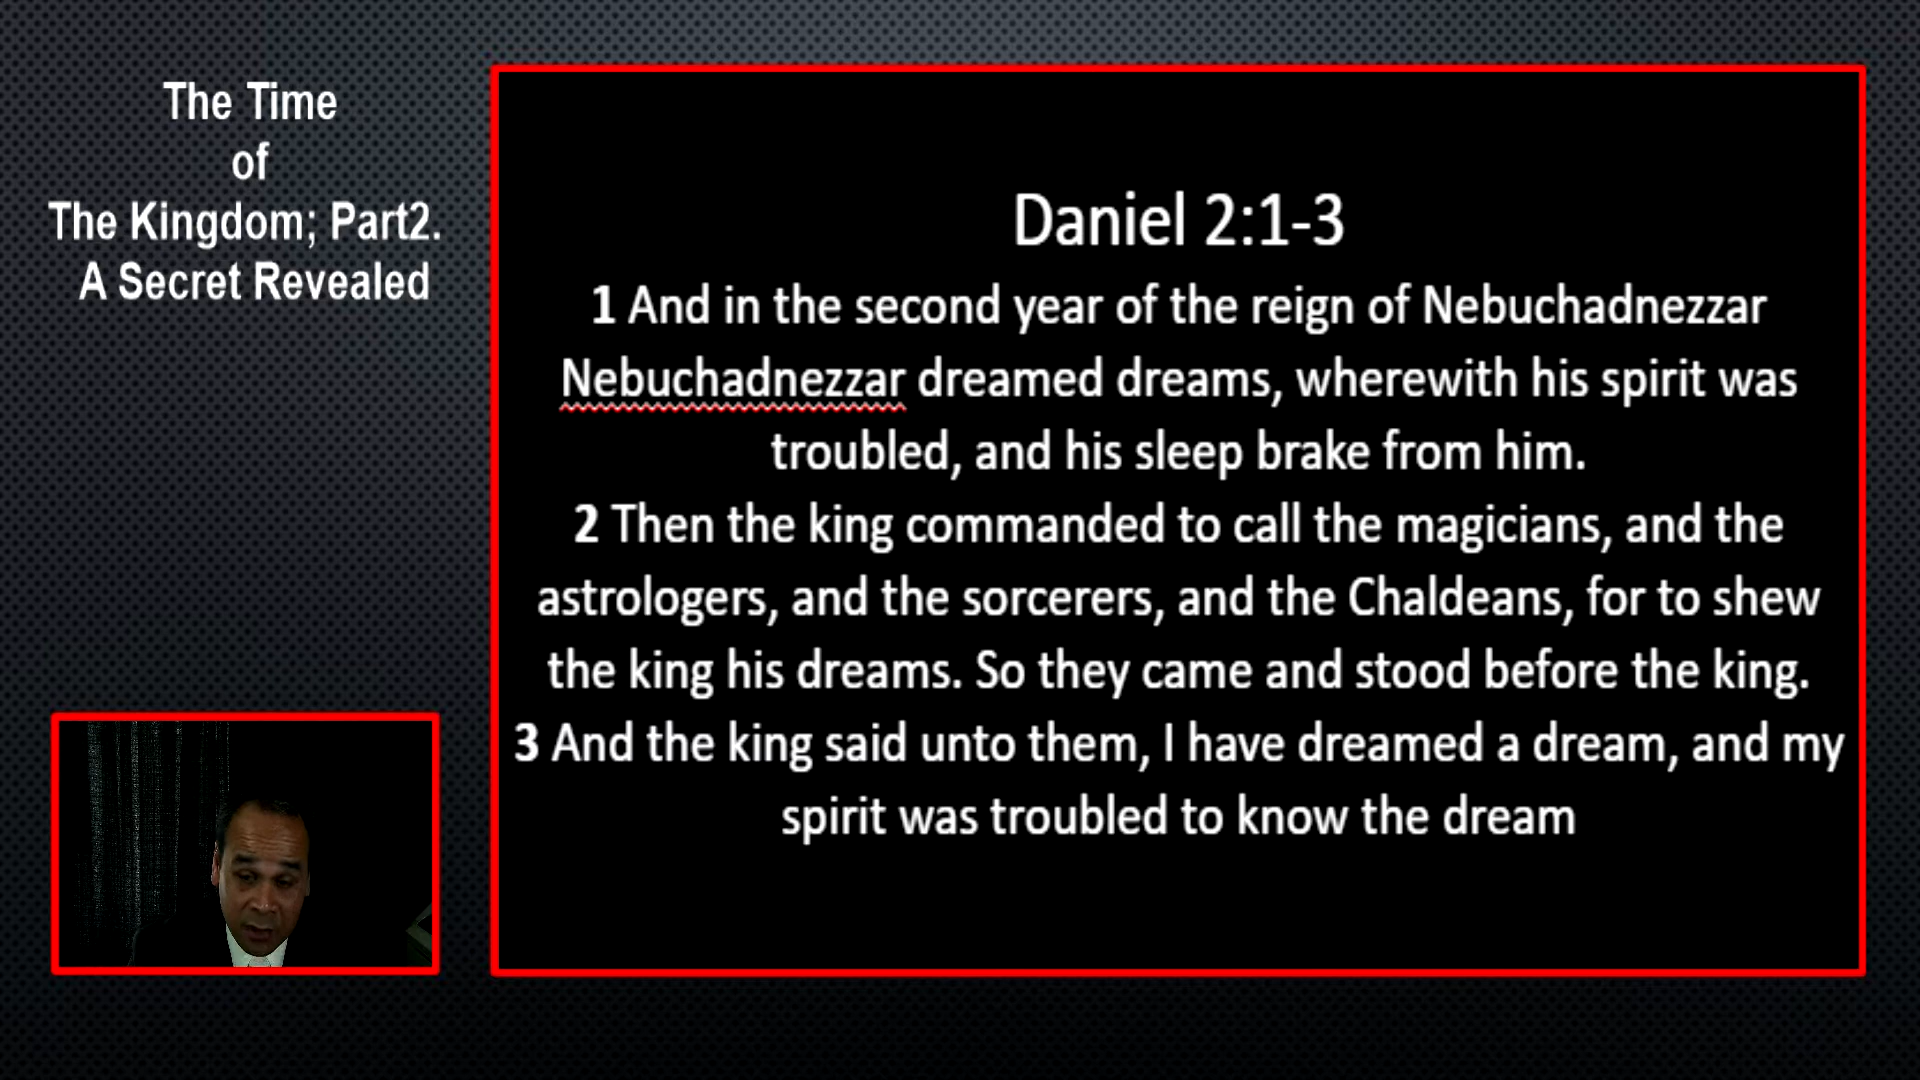 The Time
of
The Kingdom; Part2.
A Secret Revealed
Daniel 2:1-3
1 And in the second year of the reign of Nebuchadnezzar
Nebuchadnezzar dreamed dreams, wherewith his spirit was
troubled, and his sleep brake from him.
2 Then the king commanded to call the magicians, and the
astrologers, and the sorcerers, and the Chaldeans, for to shew
the king his dreams. So they came and stood before the king.
3 And the king said unto them, I have dreamed a dream, and my
spirit was troubled to know the dream